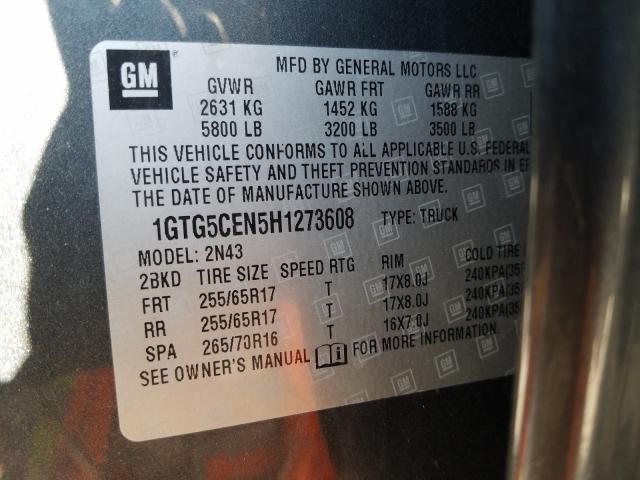 GM
MFD BY GENERAL MOTORS LLC
GVWR GAWR FRT GAWR RR
2631 KG 1452 KG 1588 KG
5800 LB 3200 LB 3500 LB
THIS VEHICLE CONFORMS TO ALL APPLICABLE U.S. FEDERAL
VEHICLE SAFETY AND THEFT PREVENTION STANDARDS IN EF
THE DATE OF MANUFACTURE SHOWN ABOVE.
1GTG5CEN5H1273608 TYPE: TRUCK
MODEL: 2N43
2BKD TIRE SIZE SPEED RTG RIM COLD TIRE
FRT 255/65R17 T 17X8.0J 240KPA(35
RR 255/65R17 T 17X8.0J 240KPA(35
SPA 265/70R16 T 16X7.0J 240KPA(35
SEE OWNER'S MANUAL FOR MORE INFORMATION.